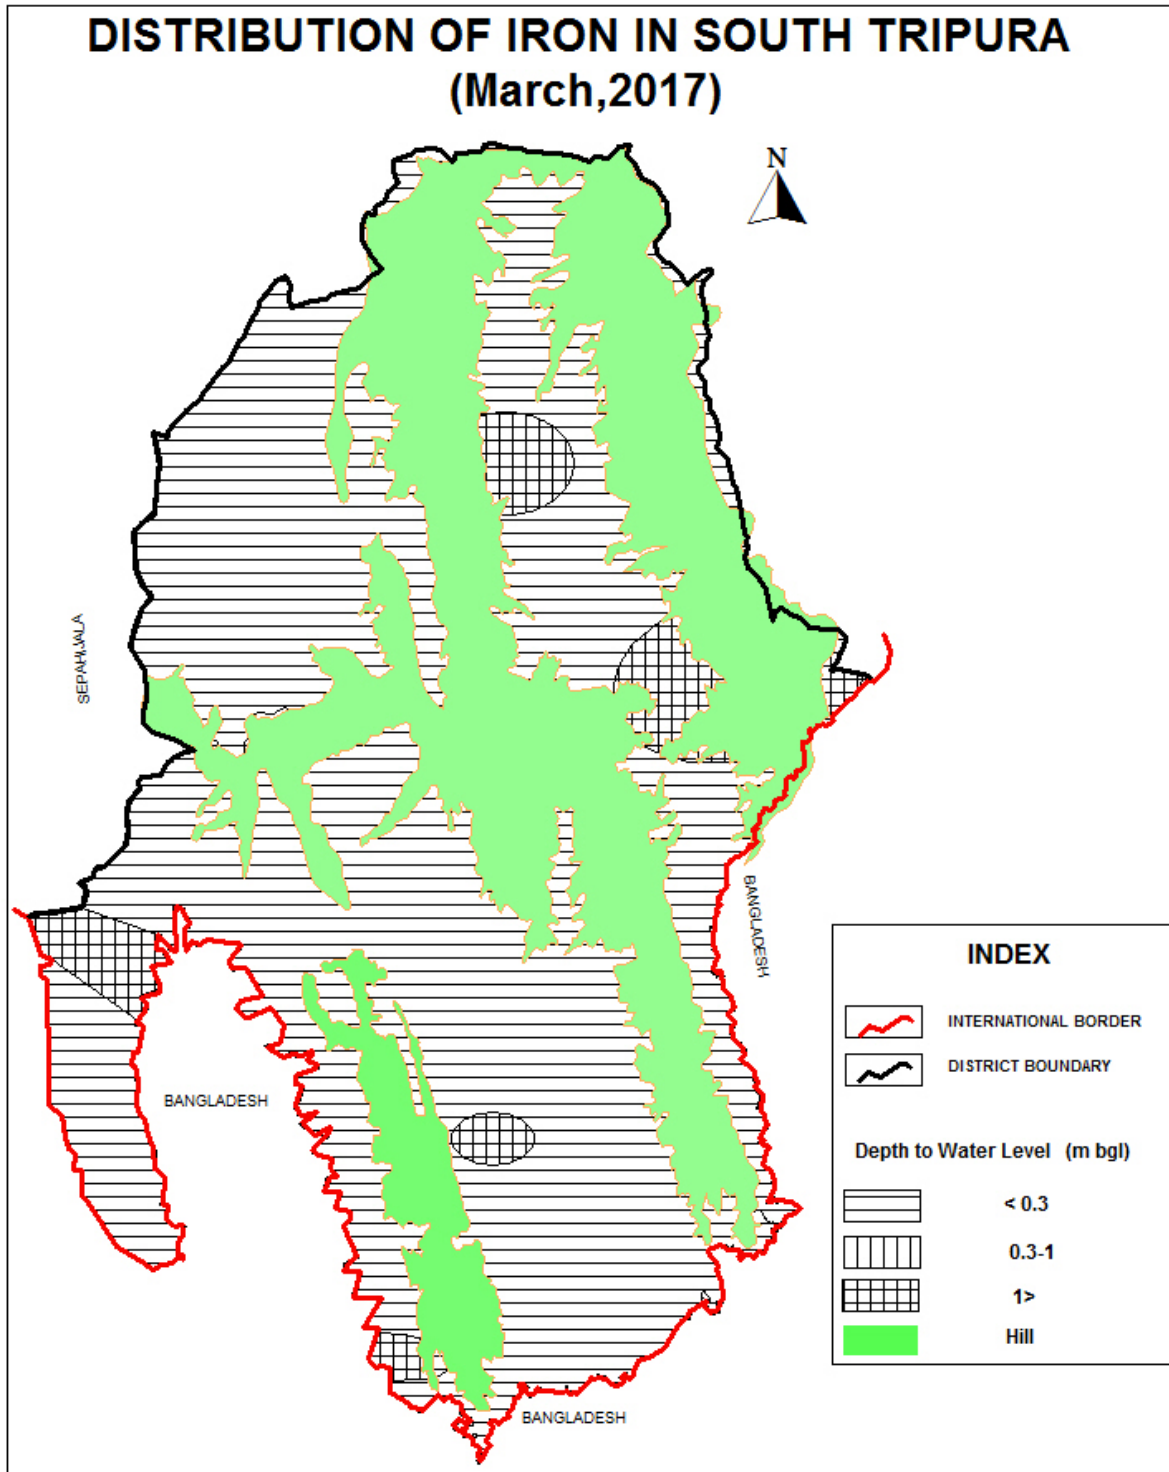 DISTRIBUTION OF IRON IN SOUTH TRIPURA
(March,2017)
N
SEPAHIJALA
BANGLADESH
BANGLADESH
BANGLADESH
INDEX
INTERNATIONAL BORDER
DISTRICT BOUNDARY
Depth to Water Level (m bgl)
< 0.3
0.3-1
1>
Hill